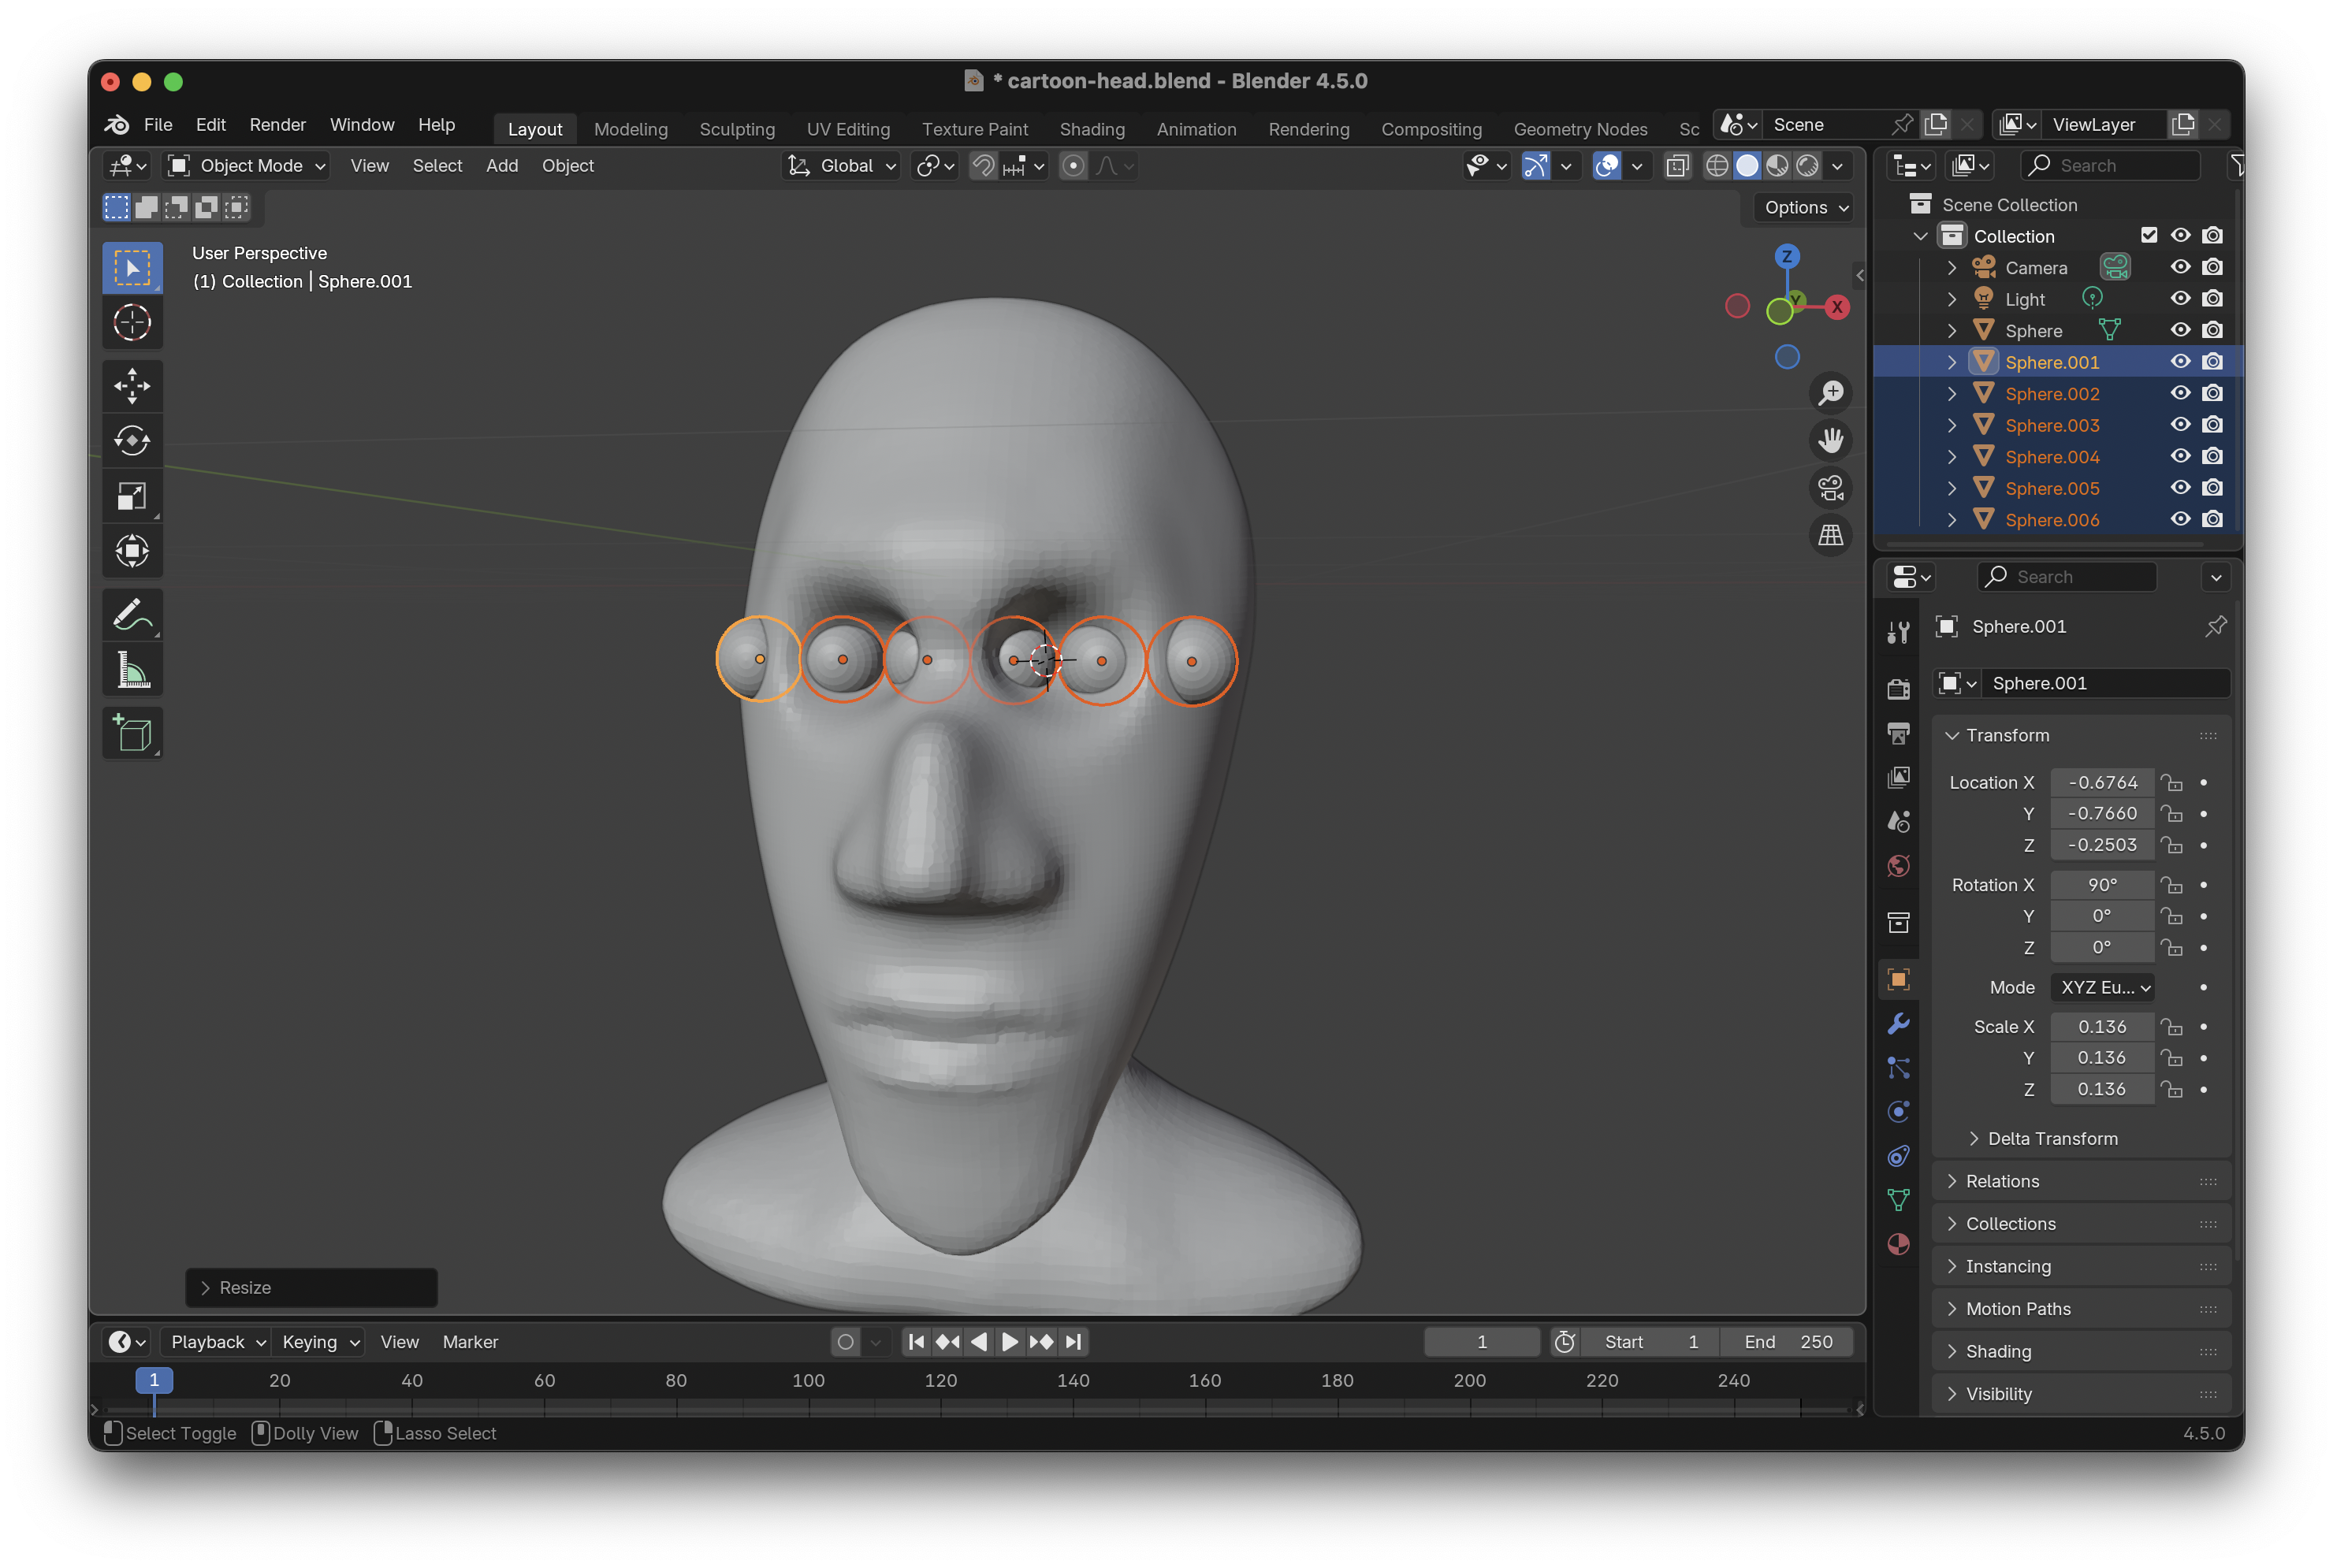 * cartoon-head.blend - Blender 4.5.0
File Edit Render Window Help Layout Modeling Sculpting UV Editing Texture Paint Shading Animation Rendering Compositing Geometry Nodes Sc Scene ViewLayer
Object Mode View Select Add Object Global Search
Options
User Perspective
(1) Collection | Sphere.001
Z
Y
X
Scene Collection
Collection
Camera
Light
Sphere
Sphere.001
Sphere.002
Sphere.003
Sphere.004
Sphere.005
Sphere.006
Search
Sphere.001
Sphere.001
Transform
Location X -0.6764
Y -0.7660
Z -0.2503
Rotation X 90°
Y 0°
Z 0°
Mode XYZ Eu...
Scale X 0.136
Y 0.136
Z 0.136
Delta Transform
Relations
Collections
Instancing
Motion Paths
Shading
Visibility
Resize
Playback Keying View Marker 1 Start 1 End 250
1 20 40 60 80 100 120 140 160 180 200 220 240
Select Toggle Dolly View Lasso Select 4.5.0